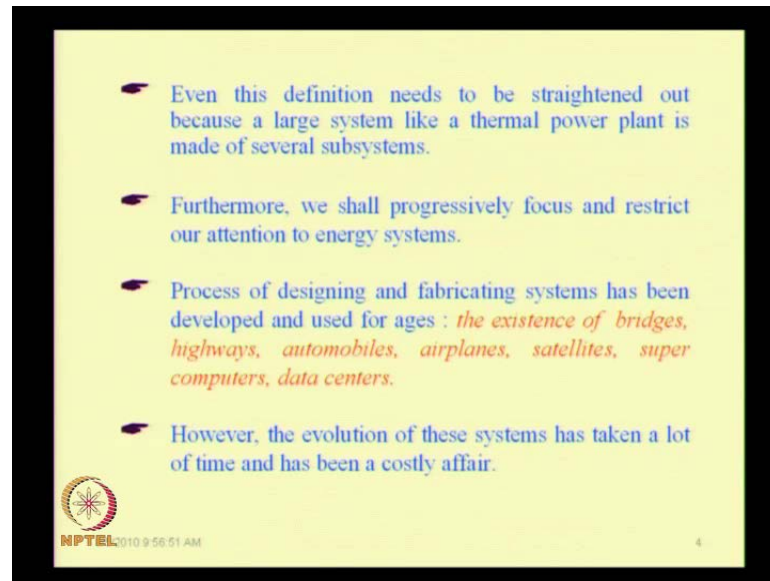 Even this definition needs to be straightened out
because a large system like a thermal power plant is
made of several subsystems.
Furthermore, we shall progressively focus and restrict
our attention to energy systems.
Process of designing and fabricating systems has been
developed and used for ages : the existence of bridges,
highways, automobiles, airplanes, satellites, super
computers, data centers.
However, the evolution of these systems has taken a lot
of time and has been a costly affair.
NPTEL 2010 9:56:51 AM 4